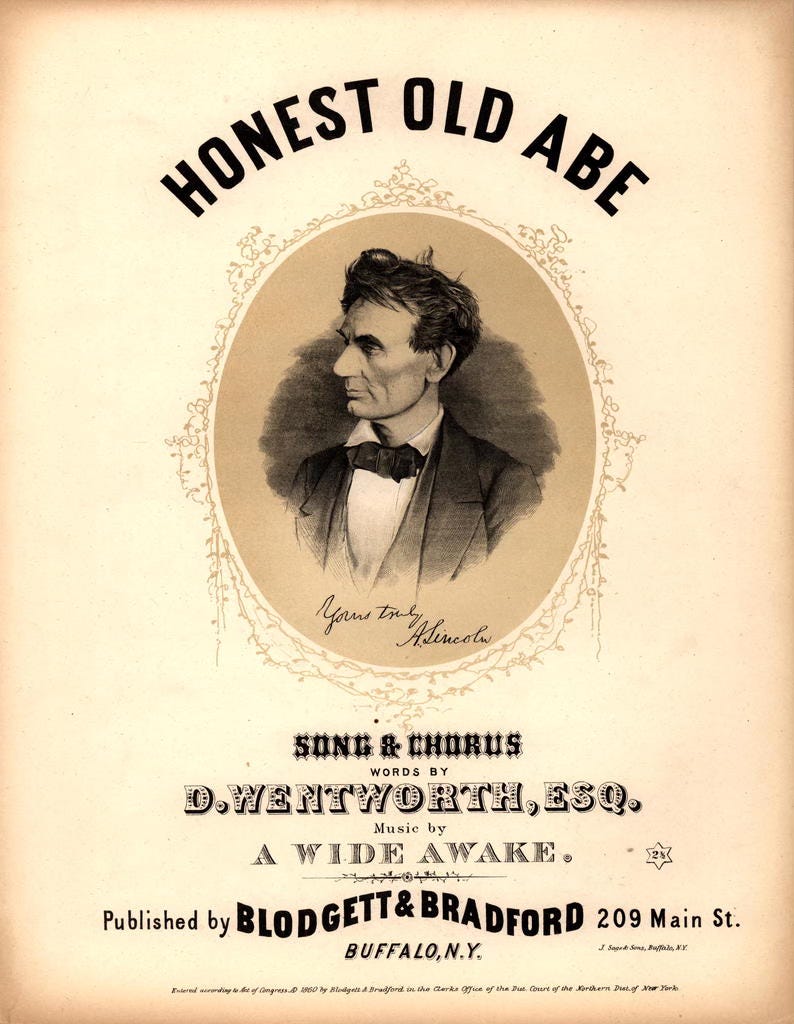 HONEST OLD ABE
Yours truly
A. Lincoln
SONG & CHORUS
WORDS BY
D. WENTWORTH, ESQ.
Music by
A WIDE AWAKE.
2½
Published by BLODGETT & BRADFORD 209 Main St.
BUFFALO, N.Y.
J. Sage & Sons, Buffalo, N.Y.
Entered according to Act of Congress AD 1860 by Blodgett & Bradford in the Clerks Office of the Dist. Court of the Northern Dist. of New York.